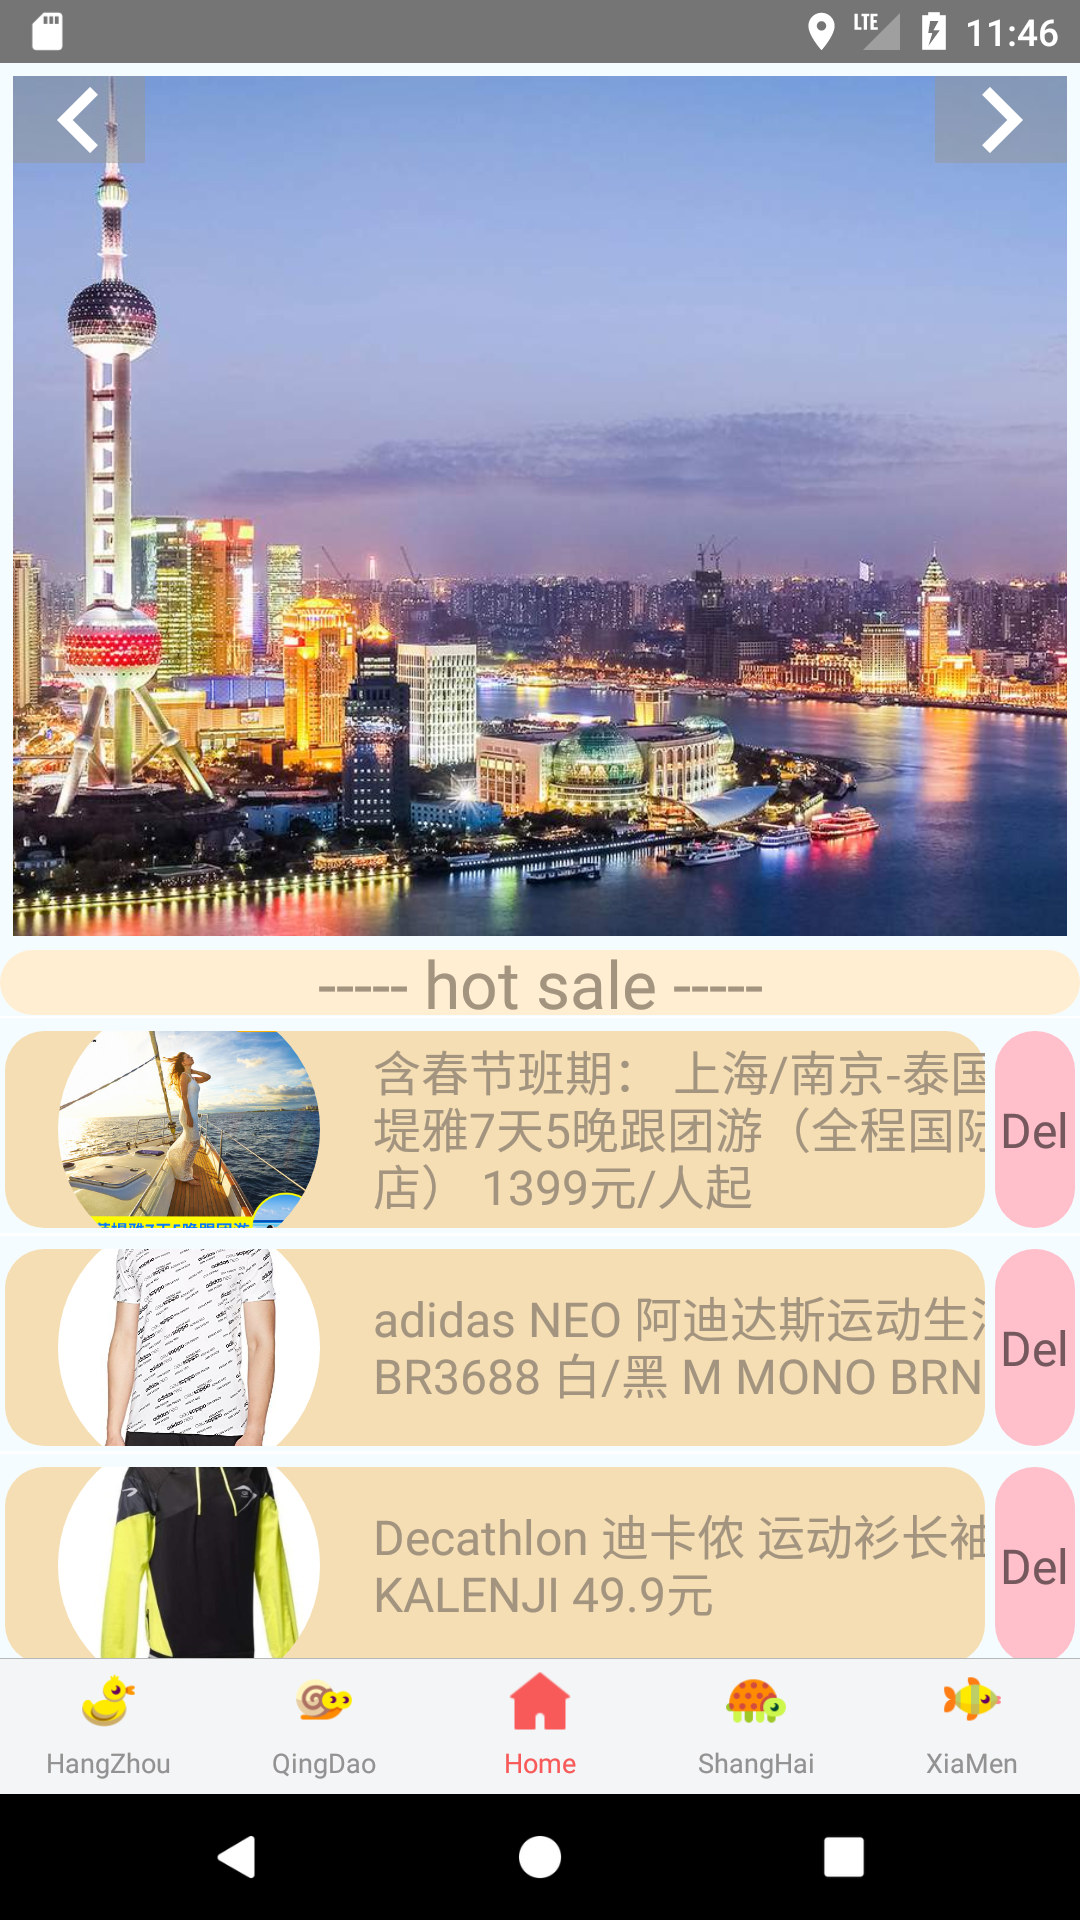 LTE 11:46
----- hot sale -----
含春节班期： 上海/南京-泰国
堤雅7天5晚跟团游（全程国际
店） 1399元/人起
Del
adidas NEO 阿迪达斯运动生活
BR3688 白/黑 M MONO BRN
Del
Decathlon 迪卡侬 运动衫长袖
KALENJI 49.9元
Del
HangZhou QingDao Home ShangHai XiaMen